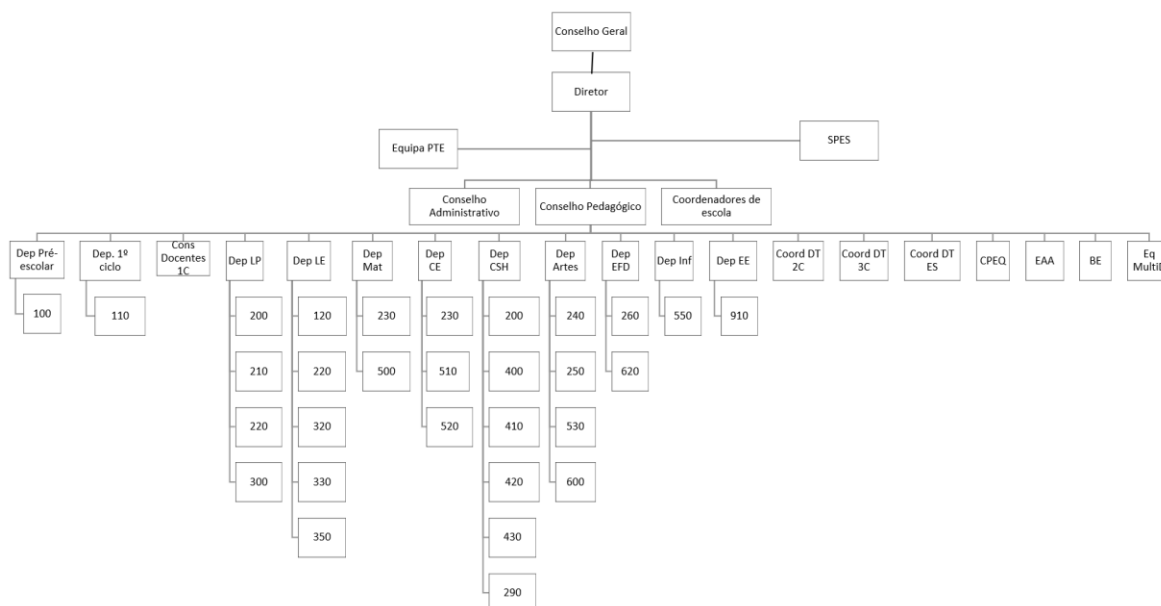 Conselho Geral
Diretor
Equipa PTE
SPES
Conselho
Administrativo
Conselho Pedagógico
Coordenadores de
escola
Dep Pré-
escolar
Dep. 1º
ciclo
Cons
Docentes
1C
Dep LP
Dep LE
Dep
Mat
Dep
CE
Dep
CSH
Dep
Artes
Dep
EFD
Dep Inf
Dep EE
Coord DT
2C
Coord DT
3C
Coord DT
ES
CPEQ
EAA
BE
Eq
MultiD
100
110
200
120
230
230
200
240
260
550
910
210
220
500
510
400
250
620
220
320
520
410
530
300
330
420
600
350
430
290